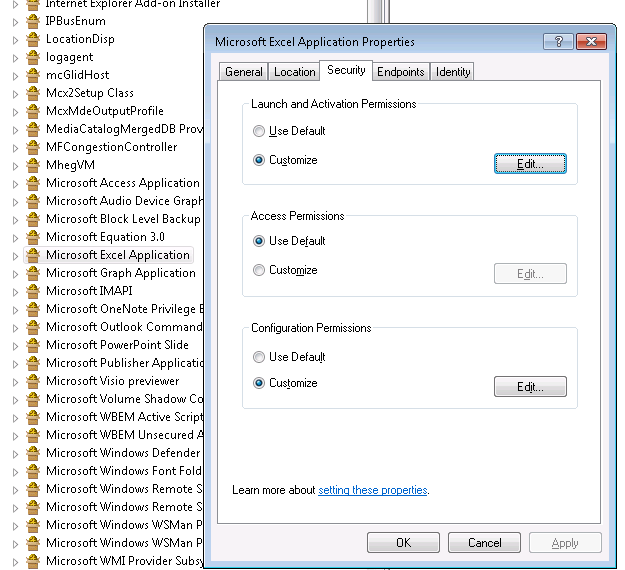 Internet Explorer Add-on Installer
IPBusEnum
LocationDisp
logagent
mcGlidHost
Mcx2Setup Class
McxMdeOutputProfile
MediaCatalogMergedDB Prov
MFCongestionController
MhegVM
Microsoft Access Application
Microsoft Audio Device Graph
Microsoft Block Level Backup
Microsoft Equation 3.0
Microsoft Excel Application
Microsoft Graph Application
Microsoft IMAPI
Microsoft OneNote Privilege E
Microsoft Outlook Command
Microsoft PowerPoint Slide
Microsoft Publisher Applicatic
Microsoft Visio previewer
Microsoft Volume Shadow Co
Microsoft WBEM Active Script
Microsoft WBEM Unsecured A
Microsoft Windows Defender
Microsoft Windows Font Fold
Microsoft Windows Remote S
Microsoft Windows Remote S
Microsoft Windows WSMan P
Microsoft Windows WSMan P
Microsoft WMI Provider Subsy
Microsoft Excel Application Properties
General Location Security Endpoints Identity
Launch and Activation Permissions
Use Default
Customize Edit...
Access Permissions
Use Default
Customize Edit...
Configuration Permissions
Use Default
Customize Edit...
Learn more about setting these properties.
OK Cancel Apply